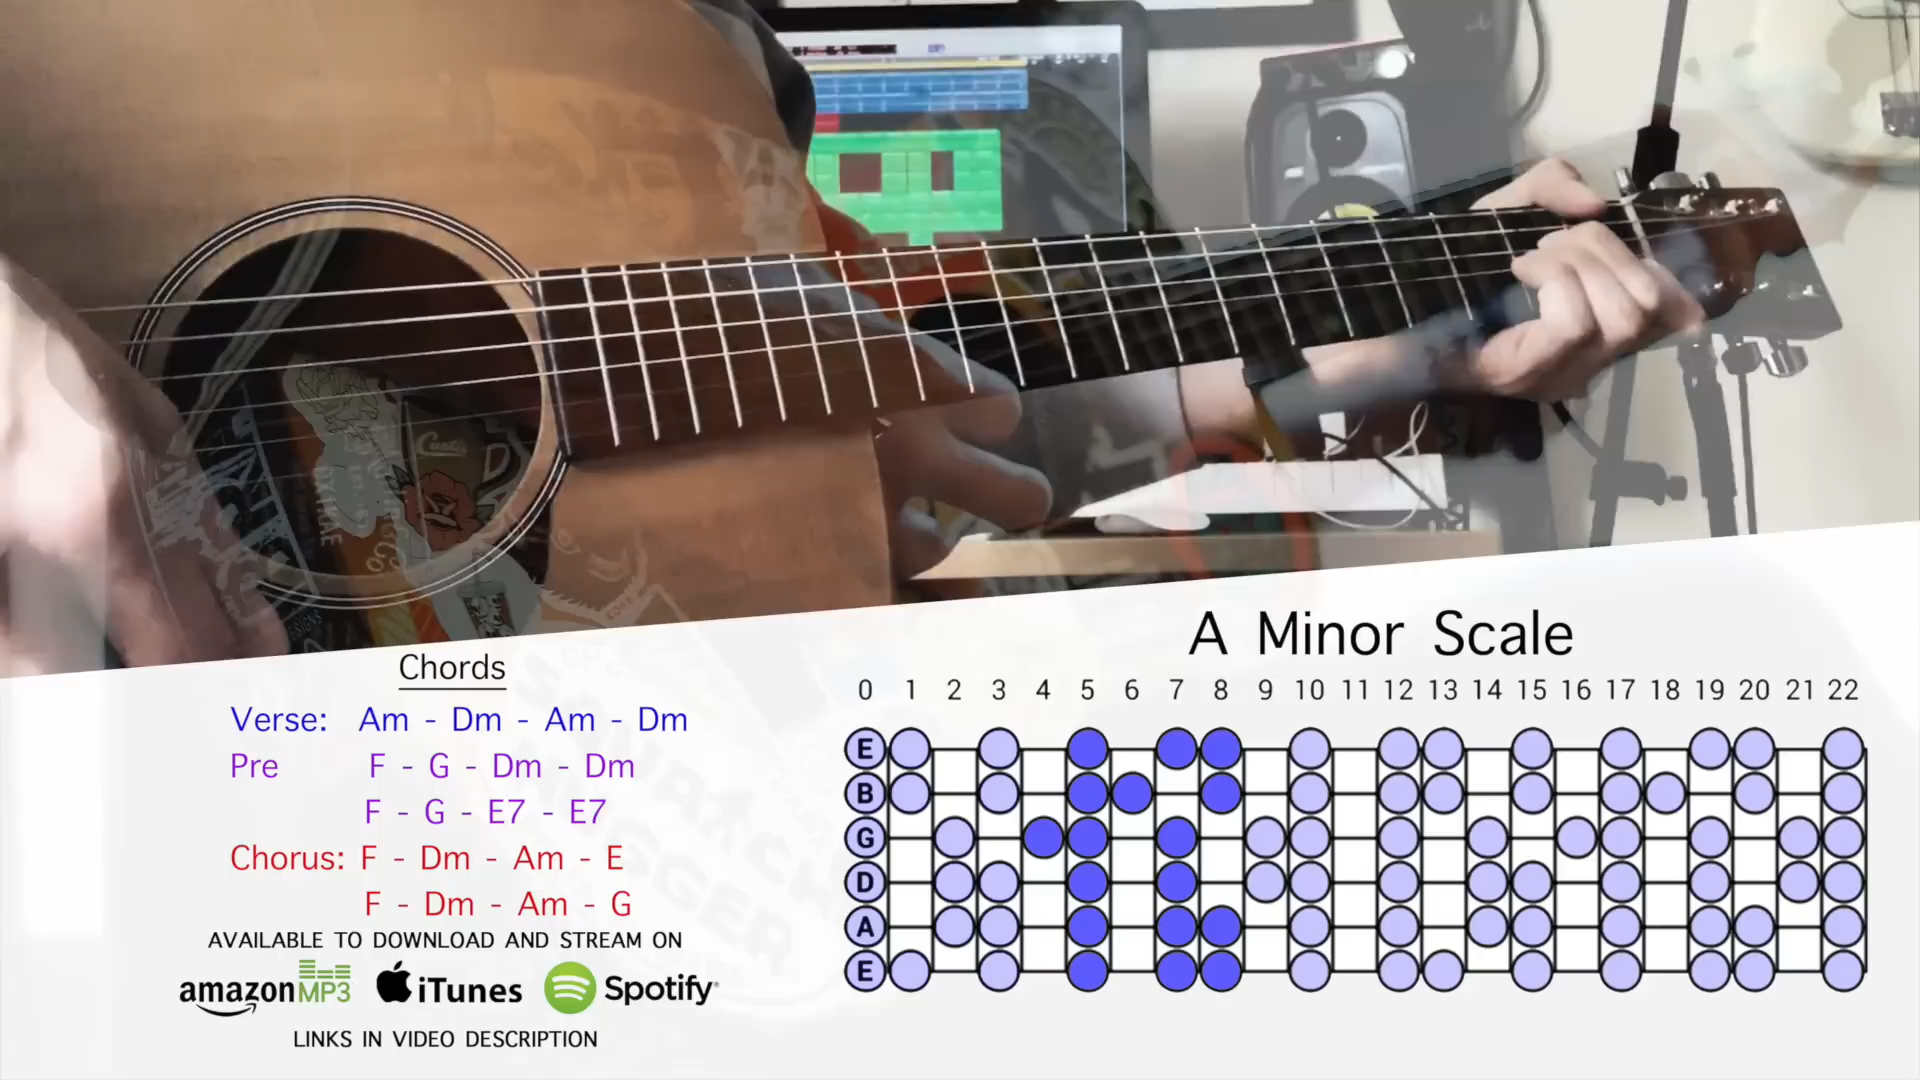 Chords
Verse: Am - Dm - Am - Dm
Pre F - G - Dm - Dm
F - G - E7 - E7
Chorus: F - Dm - Am - E
F - Dm - Am - G
AVAILABLE TO DOWNLOAD AND STREAM ON
amazonMP3 iTunes Spotify
LINKS IN VIDEO DESCRIPTION
A Minor Scale
0 1 2 3 4 5 6 7 8 9 10 11 12 13 14 15 16 17 18 19 20 21 22
E
B
G
D
A
E